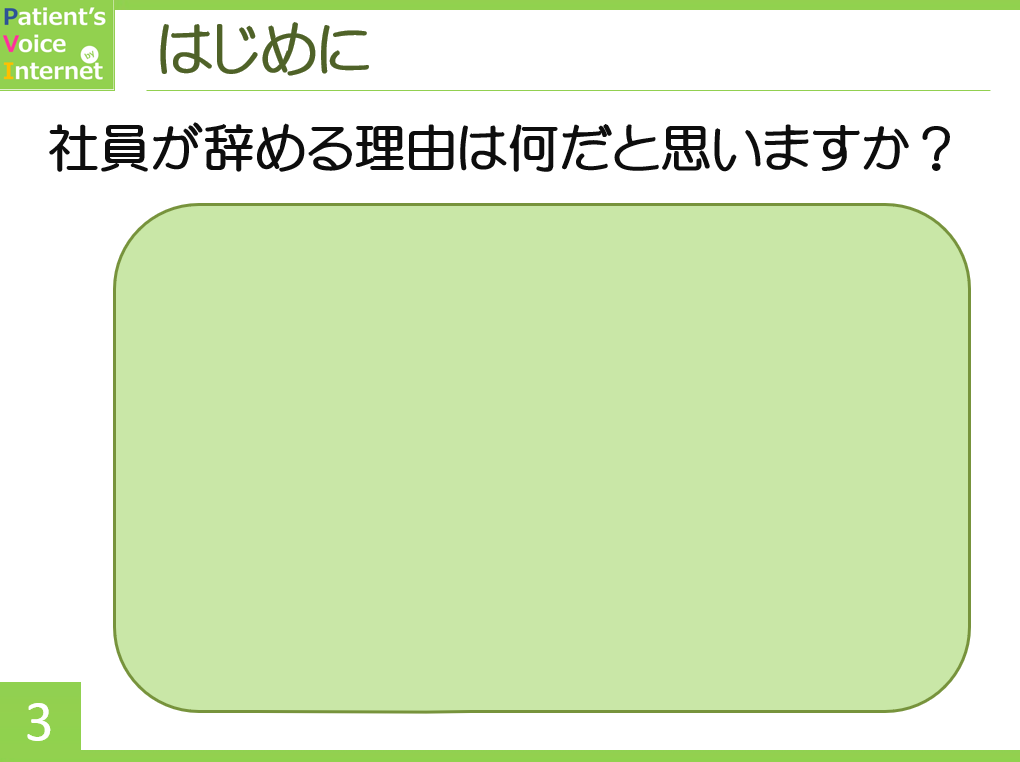 Patient's
Voice by
Internet
はじめに
社員が辞める理由は何だと思いますか？
3